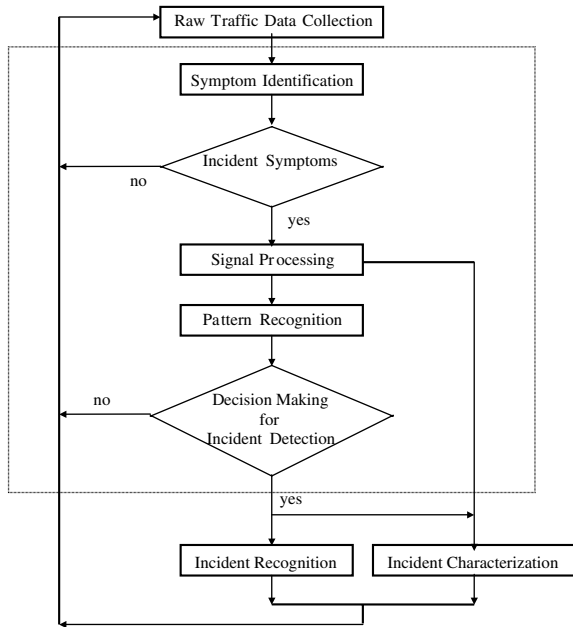 Raw Traffic Data Collection
Symptom Identification
Incident Symptoms
no
yes
Signal Processing
Pattern Recognition
Decision Making
for
Incident Detection
no
yes
Incident Recognition
Incident Characterization